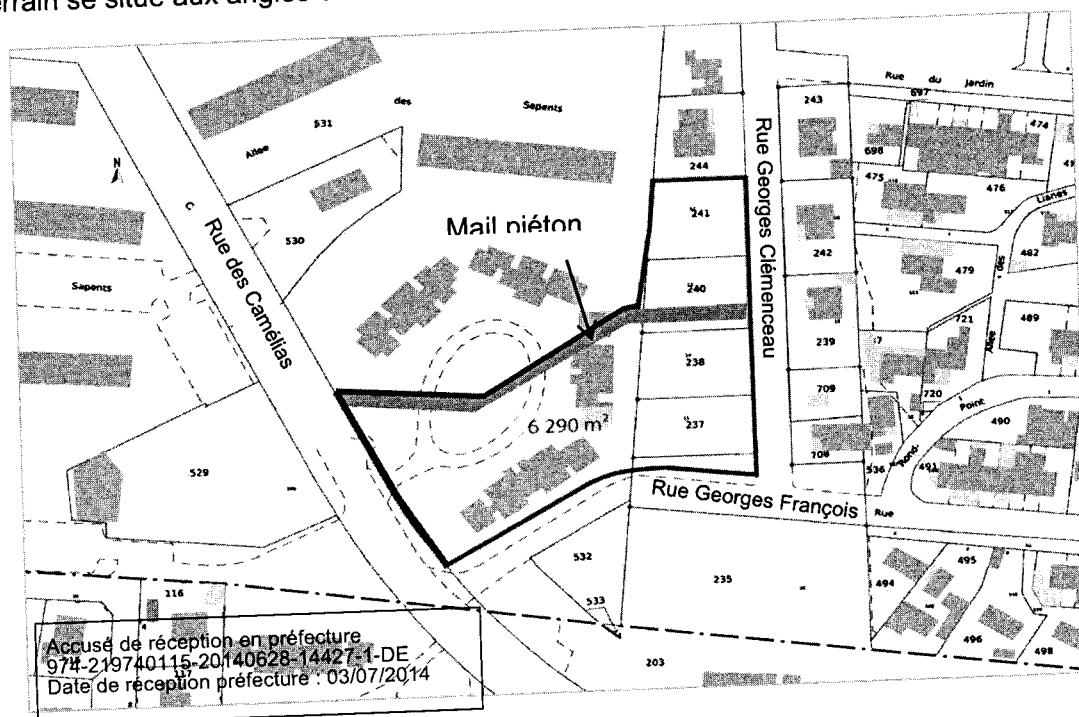 errain se situe aux angles
Rue du Jardin
697
243
474
des
Sapents
531
Allee
698
244
475
476
Lianes
N
241
Rue Georges Clémenceau
C
Rue des Camélias
Mail piéton
530
242
482
479
des
Sapents
240
721
489
239
Allee
238
709
720
Point
6 290 m²
490
237
529
708
536
Rond-
491
Rue Georges François
Rue
532
235
495
494
116
533
496
498
203
Accusé de réception en préfecture
974-219740115-20140628-14427-1-DE
Date de réception préfecture : 03/07/2014
117